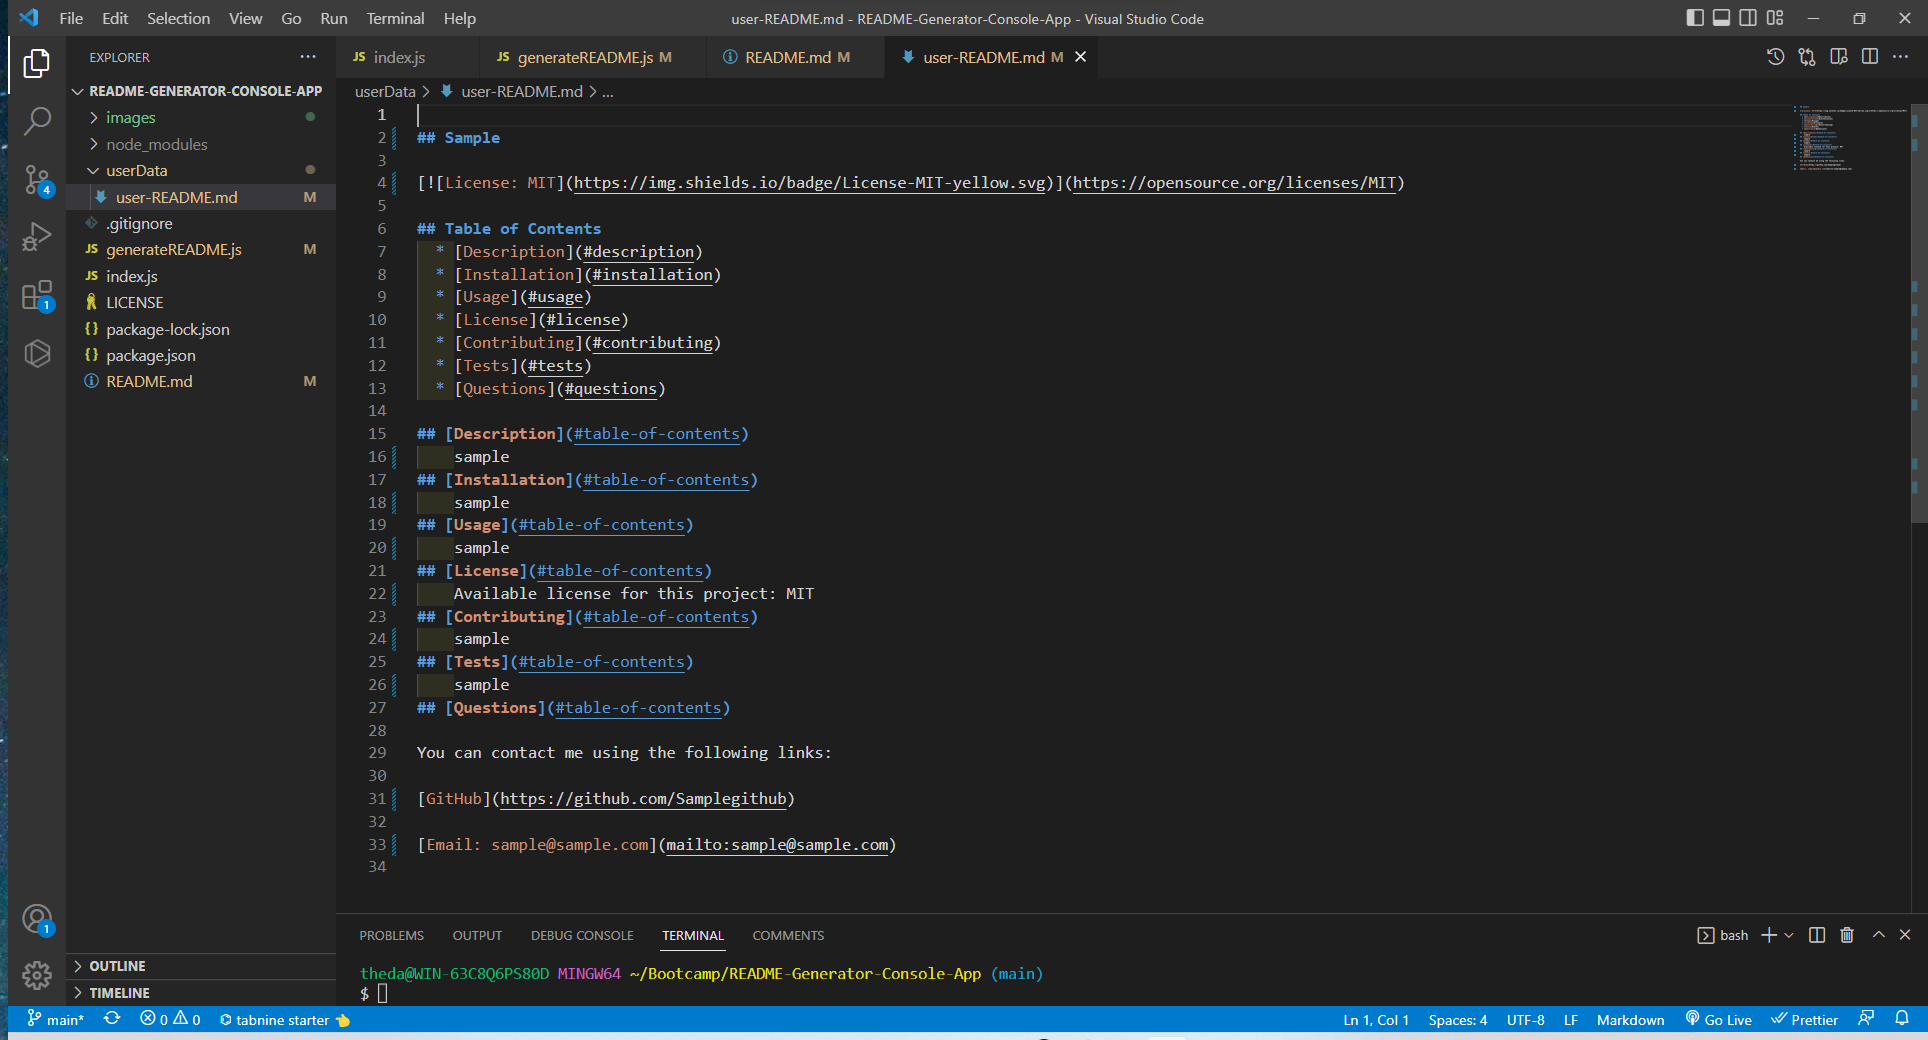 File Edit Selection View Go Run Terminal Help
user-README.md - README-Generator-Console-App - Visual Studio Code
EXPLORER
README-GENERATOR-CONSOLE-APP
images
node_modules
userData
user-README.md M
.gitignore
JS generateREADME.js M
JS index.js
LICENSE
{} package-lock.json
{} package.json
README.md M
OUTLINE
TIMELINE
4
1
1
JS index.js JS generateREADME.js M README.md M user-README.md M
userData > user-README.md > ...
1
2 ## Sample
3
4 [![License: MIT](https://img.shields.io/badge/License-MIT-yellow.svg)](https://opensource.org/licenses/MIT)
5
6 ## Table of Contents
7 * [Description](#description)
8 * [Installation](#installation)
9 * [Usage](#usage)
10 * [License](#license)
11 * [Contributing](#contributing)
12 * [Tests](#tests)
13 * [Questions](#questions)
14
15 ## [Description](#table-of-contents)
16 sample
17 ## [Installation](#table-of-contents)
18 sample
19 ## [Usage](#table-of-contents)
20 sample
21 ## [License](#table-of-contents)
22 Available license for this project: MIT
23 ## [Contributing](#table-of-contents)
24 sample
25 ## [Tests](#table-of-contents)
26 sample
27 ## [Questions](#table-of-contents)
28
29 You can contact me using the following links:
30
31 [GitHub](https://github.com/Samplegithub)
32
33 [Email: sample@sample.com](mailto:sample@sample.com)
34
PROBLEMS OUTPUT DEBUG CONSOLE TERMINAL COMMENTS
bash
theda@WIN-63C8Q6PS80D MINGW64 ~/Bootcamp/README-Generator-Console-App (main)
$
main* 0 0 tabnine starter
Ln 1, Col 1 Spaces: 4 UTF-8 LF Markdown Go Live Prettier